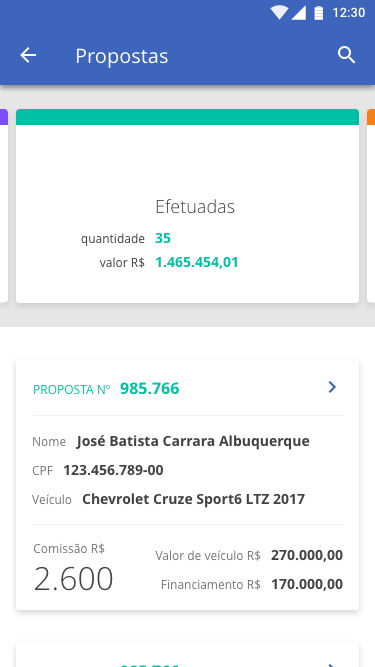 12:30
Propostas
Efetuadas
quantidade 35
valor R$ 1.465.454,01
PROPOSTA Nº 985.766
Nome José Batista Carrara Albuquerque
CPF 123.456.789-00
Veículo Chevrolet Cruze Sport6 LTZ 2017
Comissão R$
2.600
Valor de veículo R$ 270.000,00
Financiamento R$ 170.000,00
985.766